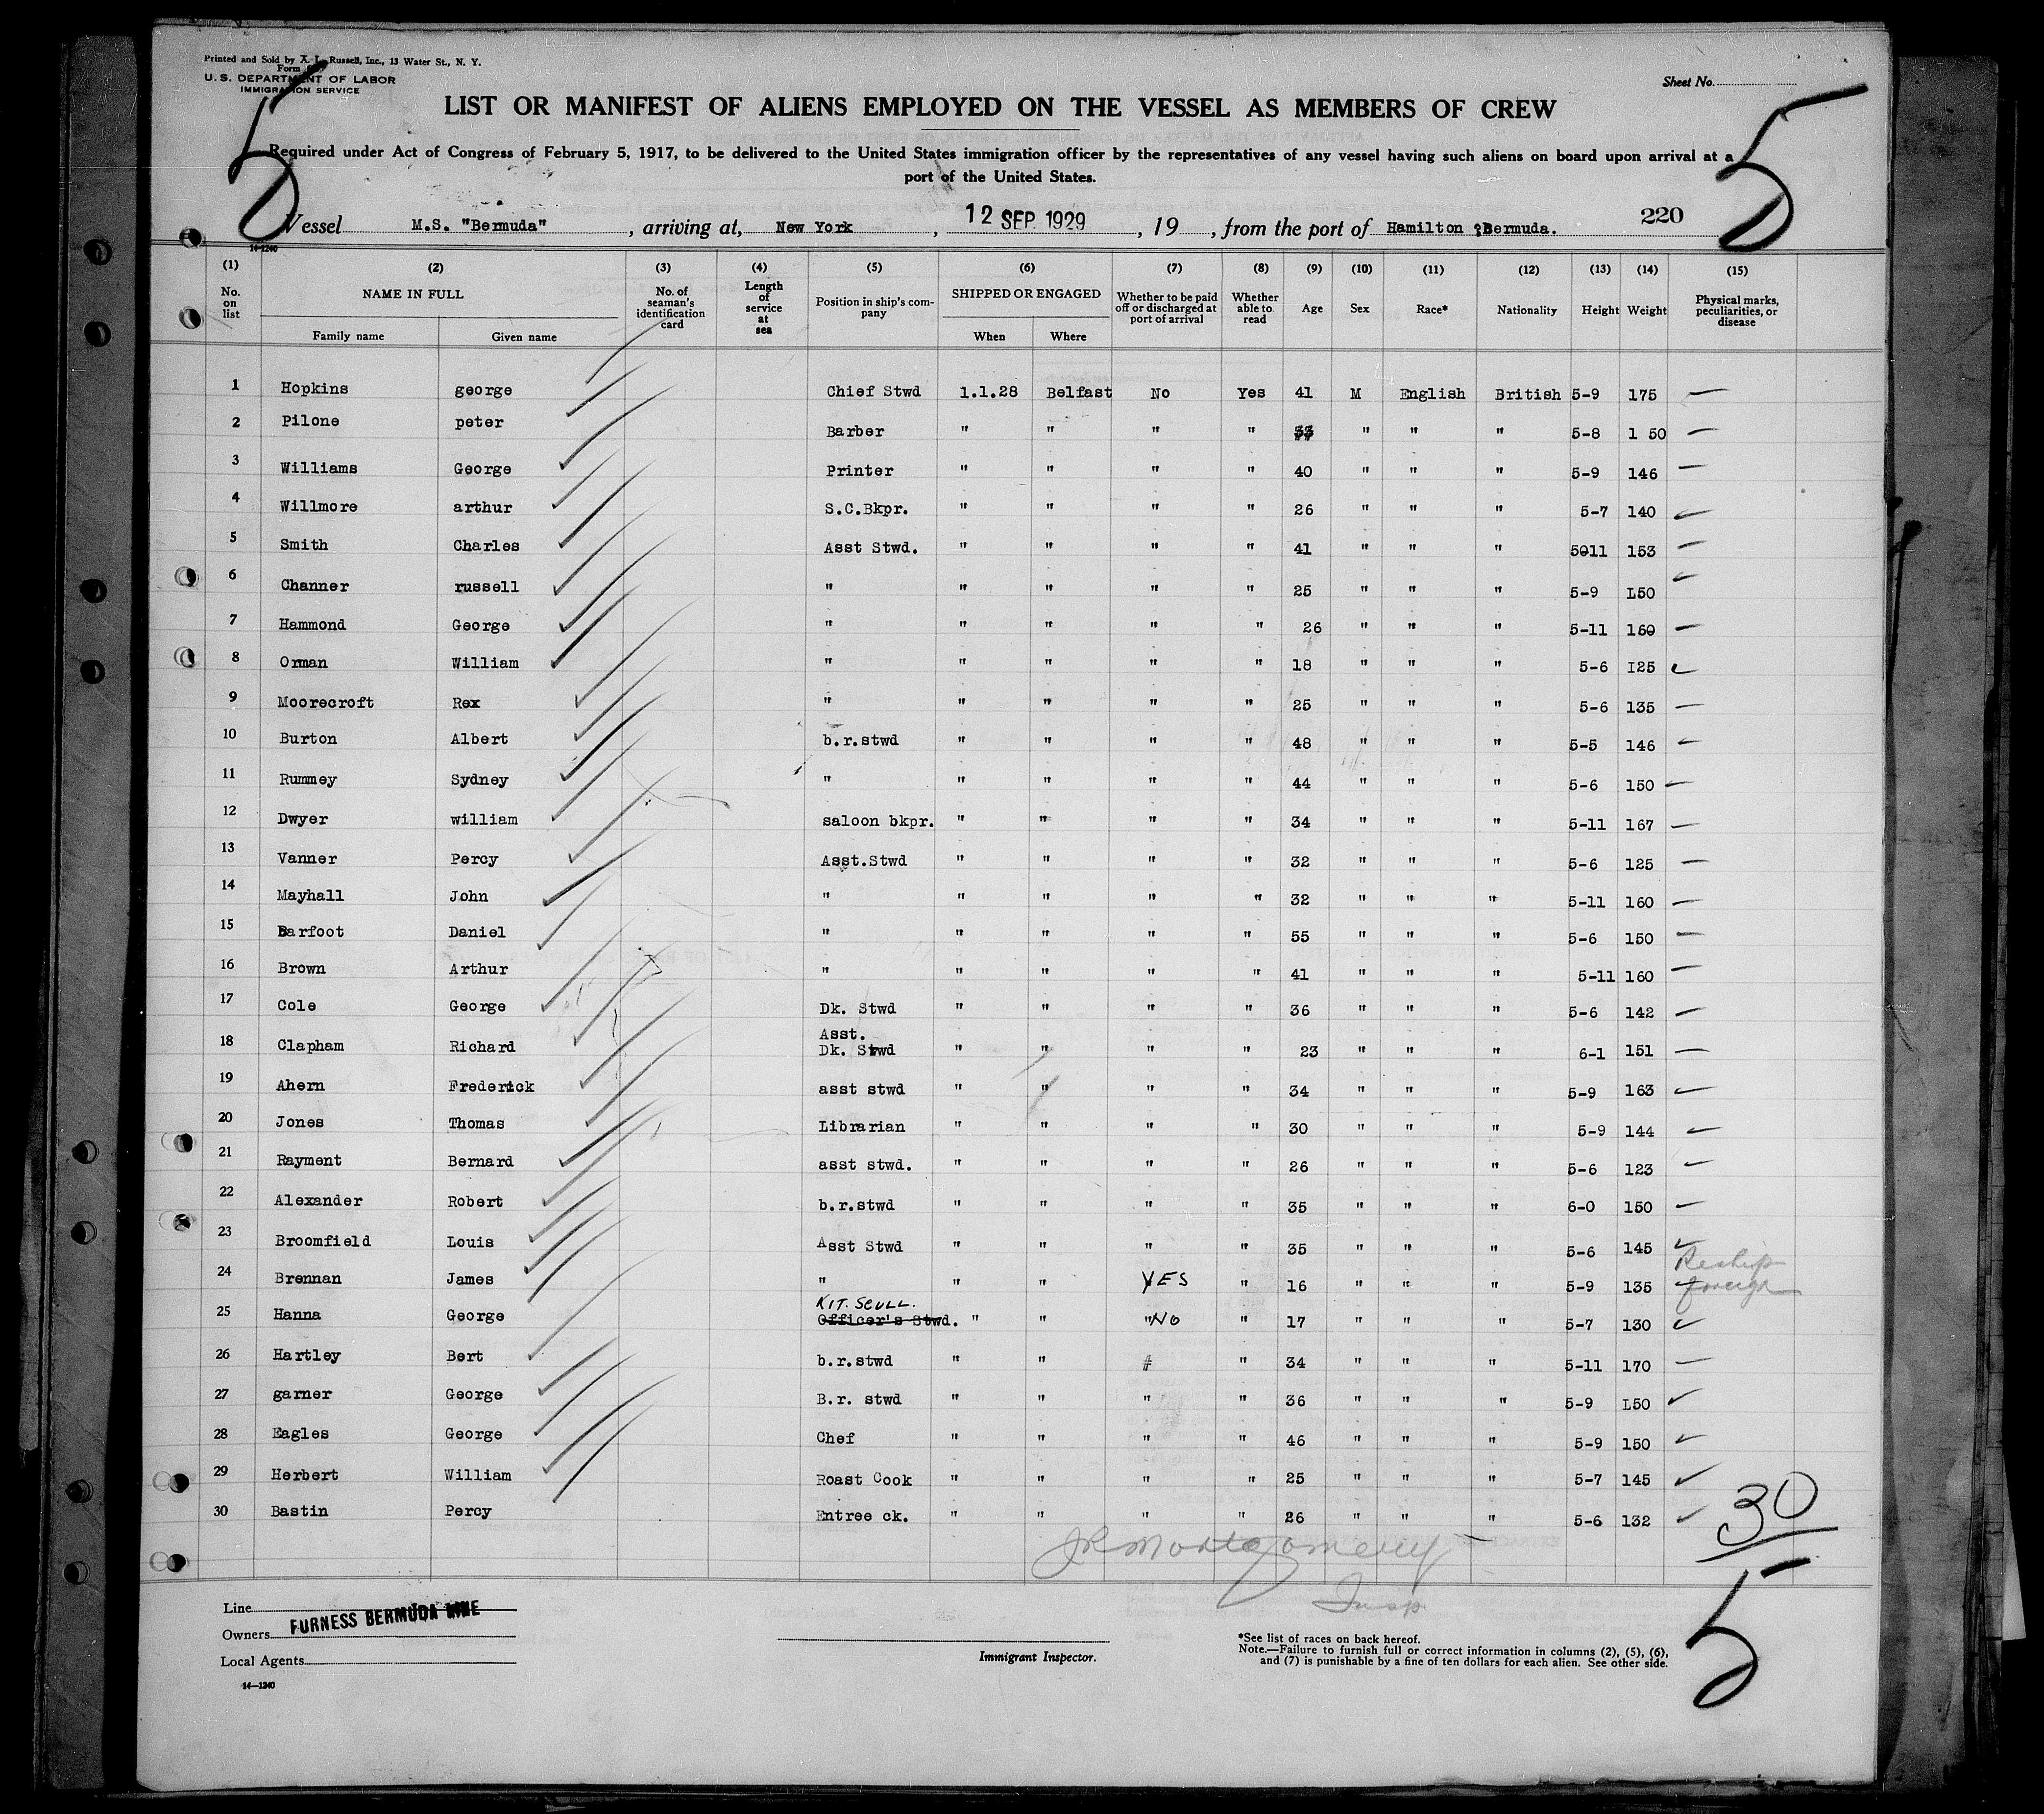 Printed and Sold by A. L. Russell, Inc., 13 Water St., N. Y.
Form
U. S. DEPARTMENT OF LABOR
IMMIGRATION SERVICE
Sheet No.
5
5
LIST OR MANIFEST OF ALIENS EMPLOYED ON THE VESSEL AS MEMBERS OF CREW
Required under Act of Congress of February 5, 1917, to be delivered to the United States immigration officer by the representatives of any vessel having such aliens on board upon arrival at a
port of the United States.
Vessel M.S. "Bermuda", arriving at, New York, 12 SEP 1929, 19 , from the port of Hamilton Bermuda. 220
14-1240
(1) (2) (3) (4) (5) (6) (7) (8) (9) (10) (11) (12) (13) (14) (15)
No. on list NAME IN FULL Family name Given name No. of seaman's identification card Length of service at sea Position in ship's company SHIPPED OR ENGAGED When Where Whether to be paid off or discharged at port of arrival Whether able to read Age Sex Race* Nationality Height Weight Physical marks, peculiarities, or disease
1 Hopkins george Chief Stwd 1.1.28 Belfast No Yes 41 M English British 5-9 175 —
2 Pilone peter Barber " " " " 33 " " " 5-8 1 50 —
3 Williams George Printer " " " " 40 " " " 5-9 146 —
4 Willmore arthur S.C.Bkpr. " " " " 26 " " " 5-7 140
5 Smith Charles Asst Stwd. " " " " 41 " " " 5011 153 —
6 Channer russell " " " " " 25 " " " 5-9 L50
7 Hammond George " " " " " 26 " " " 5-11 160 —
8 Orman William " " " " " 18 " " " 5-6 I25
9 Moorecroft Rex " " " " " 25 " " " 5-6 135 —
10 Burton Albert b.r.stwd " " " " 48 " " " 5-5 146 —
11 Rummey Sydney " " " " " 44 " " " 5-6 150 —
12 Dwyer william saloon bkpr. " " " " 34 " " " 5-11 167 —
13 Vanner Percy Asst.Stwd " " " " 32 " " " 5-6 125 —
14 Mayhall John " " " " " 32 " " " 5-11 160 —
15 Barfoot Daniel " " " " " 55 " " " 5-6 150 —
16 Brown Arthur " " " " " 41 " " " 5-11 160 —
17 Cole George Dk. Stwd " " " " 36 " " " 5-6 142 —
Asst.
18 Clapham Richard Dk. Stwd " " " " 23 " " " 6-1 151 —
19 Ahern Frederick asst stwd " " " " 34 " " " 5-9 163
20 Jones Thomas Librarian " " " " 30 " " " 5-9 144
21 Rayment Bernard asst stwd. " " " " 26 " " " 5-6 123
22 Alexander Robert b.r.stwd " " " " 35 " " " 6-0 150
23 Broomfield Louis Asst Stwd " " " " 35 " " " 5-6 145
24 Brennan James " " " YES " 16 " " " 5-9 135 Reship foreign
KIT. SCULL.
25 Hanna George Officer's Stwd. " " "NO " 17 " " " 5-7 130
26 Hartley Bert b.r.stwd " " " " 34 " " " 5-11 170 —
27 garner George B.r. stwd " " " " 36 " " " 5-9 L50
28 Eagles George Chef " " " " 46 " " " 5-9 150
29 Herbert William Roast Cook " " " " 25 " " " 5-7 145
30 Bastin Percy Entree ck. " " " " 26 " " " 5-6 132
30
5
JR Montgomery
Insp.
Line
Owners FURNESS BERMUDA LINE
Local Agents
14-1240
Immigrant Inspector.
*See list of races on back hereof.
Note.—Failure to furnish full or correct information in columns (2), (5), (6),
and (7) is punishable by a fine of ten dollars for each alien. See other side.